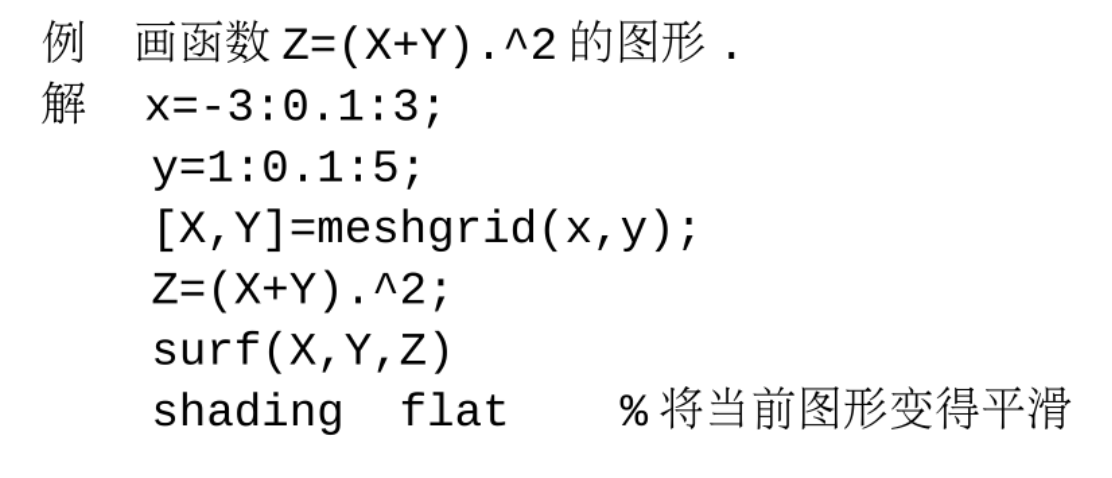 例 画函数 Z=(X+Y).^2 的图形 .
解 x=-3:0.1:3;
y=1:0.1:5;
[X,Y]=meshgrid(x,y);
Z=(X+Y).^2;
surf(X,Y,Z)
shading flat %将当前图形变得平滑